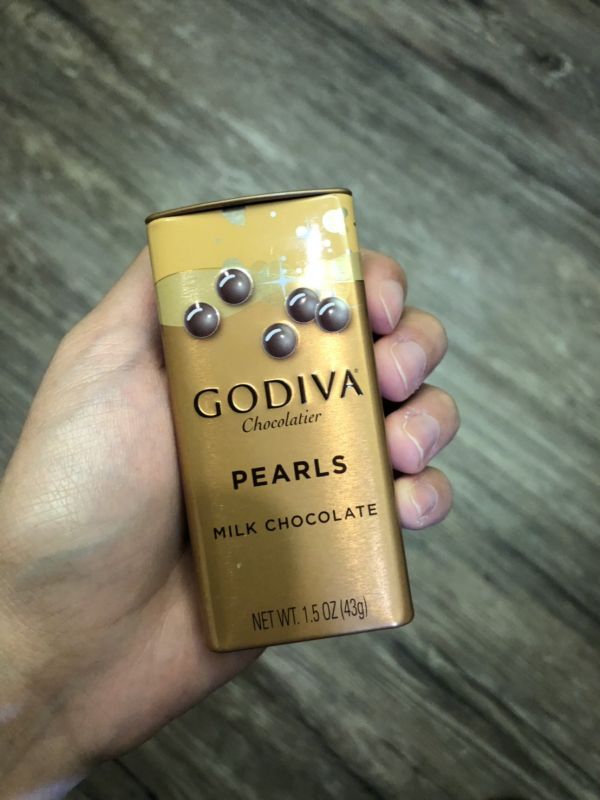 GODIVA
Chocolatier
PEARLS
MILK CHOCOLATE
NET WT. 1.5 OZ (43g)